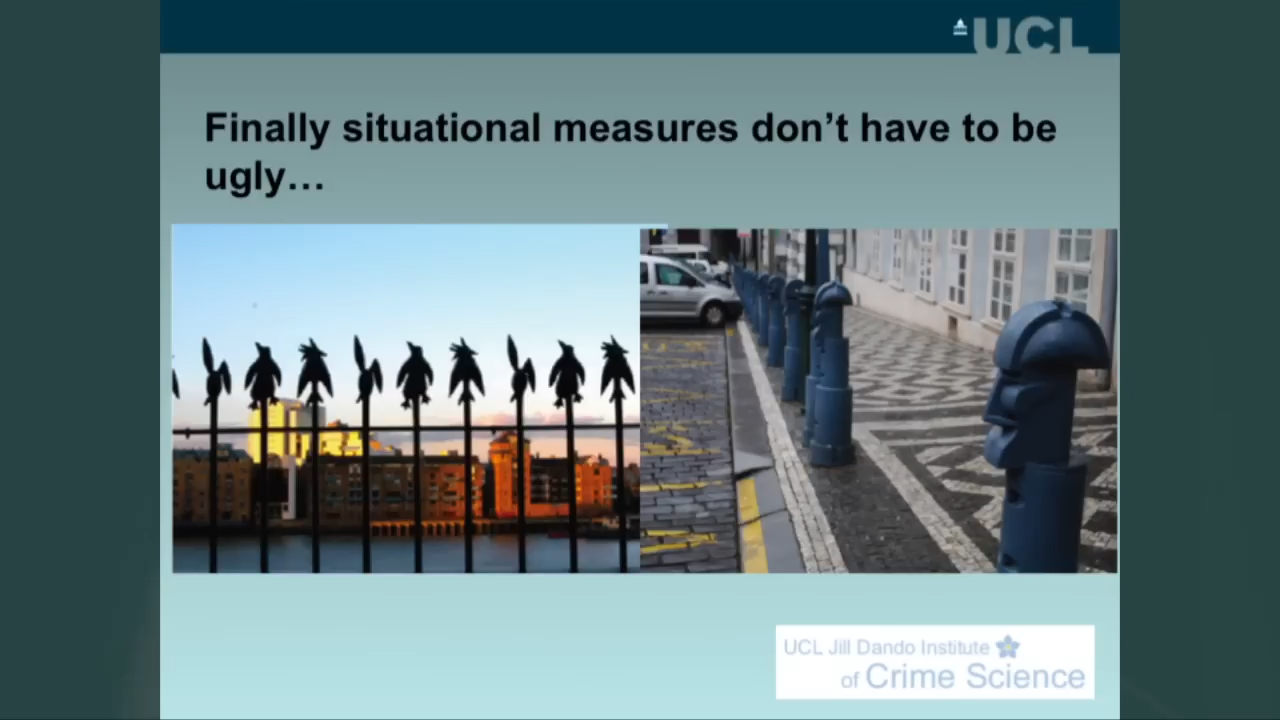 UCL
Finally situational measures don’t have to be
ugly…
UCL Jill Dando Institute
of Crime Science